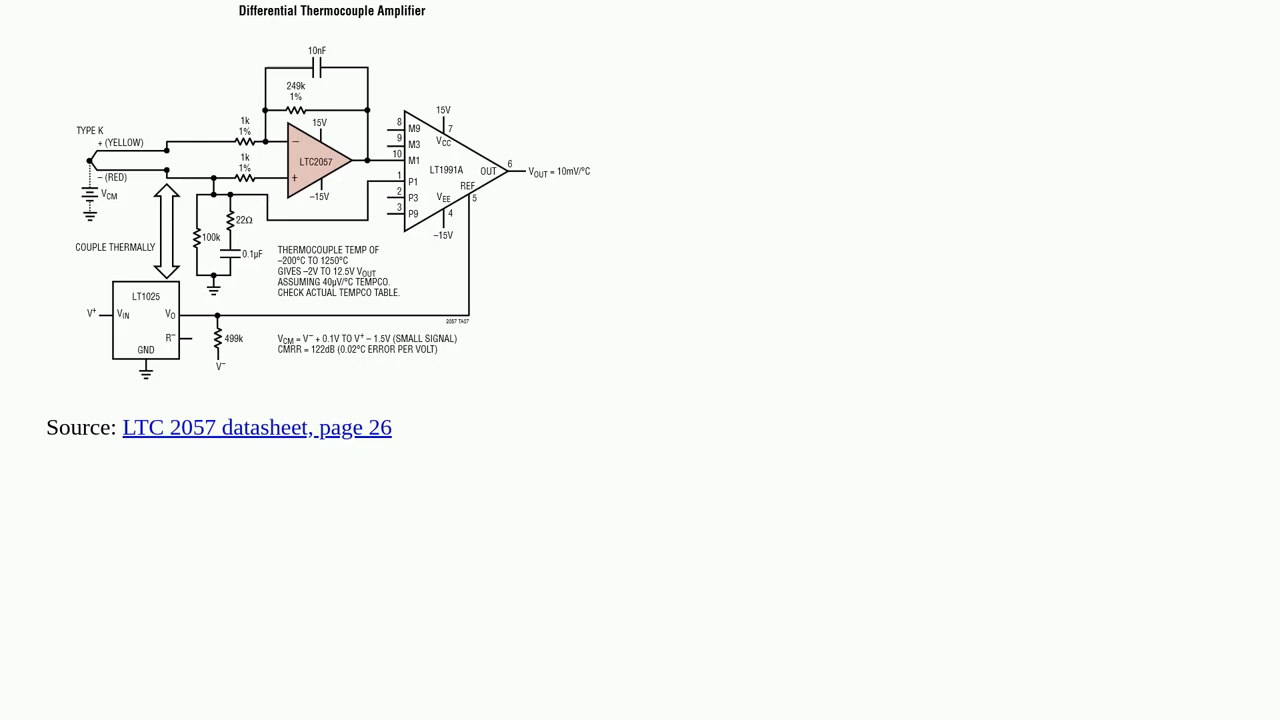 Differential Thermocouple Amplifier
10nF
249k
1%
1k
1%
15V
15V
TYPE K
+ (YELLOW)
– (RED)
1k
1%
LTC2057
–
+
–15V
8
M9
9
M3
10
M1
1
P1
2
P3
3
P9
7
VCC
LT1991A
OUT
6
VOUT = 10mV/°C
REF
5
VEE
4
–15V
VCM
22Ω
100k
0.1µF
COUPLE THERMALLY
THERMOCOUPLE TEMP OF
–200°C TO 1250°C
GIVES –2V TO 12.5V VOUT
ASSUMING 40µV/°C TEMPCO.
CHECK ACTUAL TEMPCO TABLE.
LT1025
V+
VIN
VO
R–
GND
499k
V–
2057 TA07
VCM = V– + 0.1V TO V+ – 1.5V (SMALL SIGNAL)
CMRR = 122dB (0.02°C ERROR PER VOLT)
Source: LTC 2057 datasheet, page 26